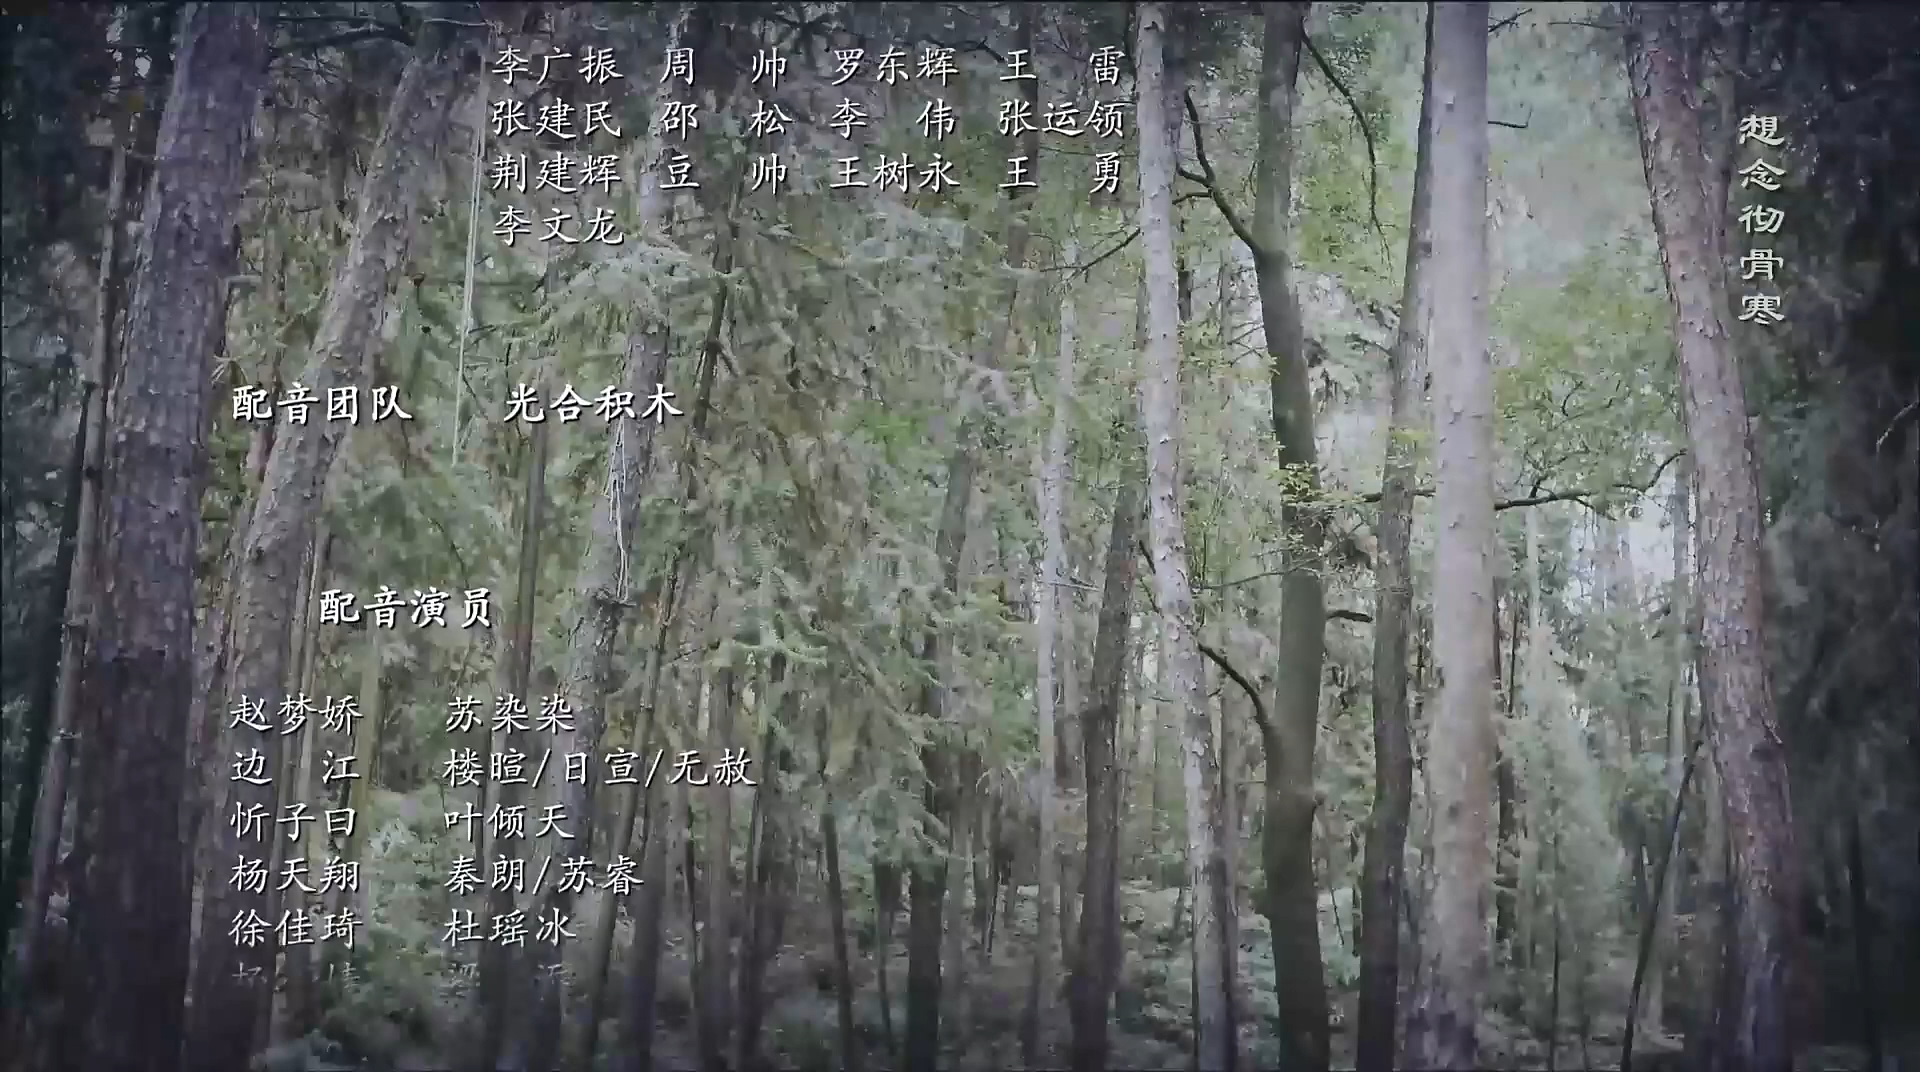 李广振 周帅 罗东辉 王雷
张建民 邵松 李伟 张运领
荆建辉 豆帅 王树永 王勇
李文龙
配音团队 光合积木
配音演员
赵梦娇 苏染染
边江 楼暄/日宣/无赦
忻子曰 叶倾天
杨天翔 秦朗/苏睿
徐佳琦 杜瑶冰
想念彻骨寒